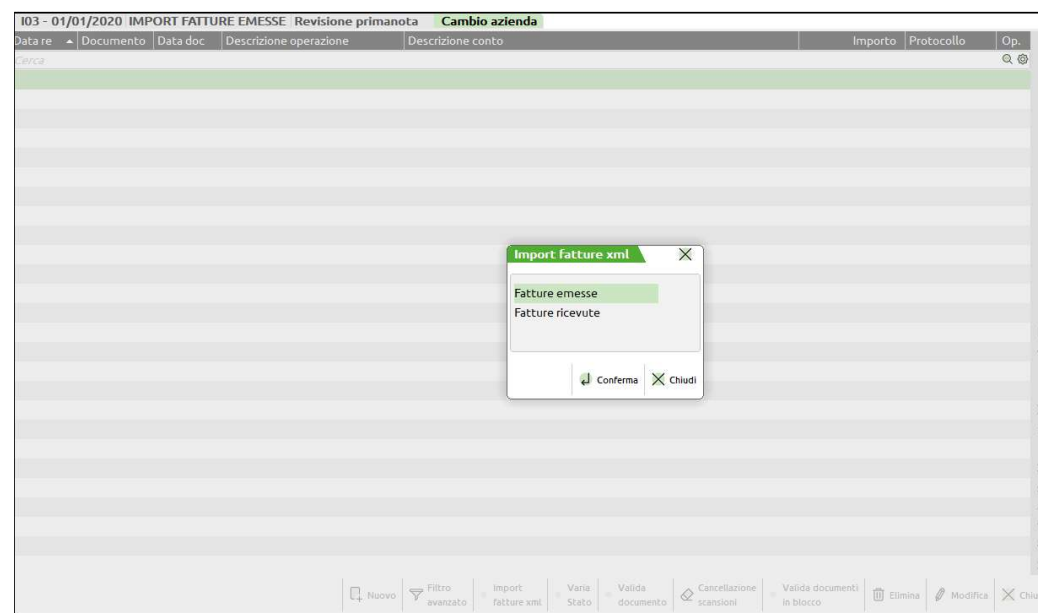 I03 - 01/01/2020 IMPORT FATTURE EMESSE Revisione primanota Cambio azienda
Data re Documento Data doc Descrizione operazione Descrizione conto Importo Protocollo Op.
Cerca
Import fatture xml
Fatture emesse
Fatture ricevute
Conferma Chiudi
Nuovo Filtro avanzato Import fatture xml Varia Stato Valida documento Cancellazione scansioni Valida documenti in blocco Elimina Modifica Chiu